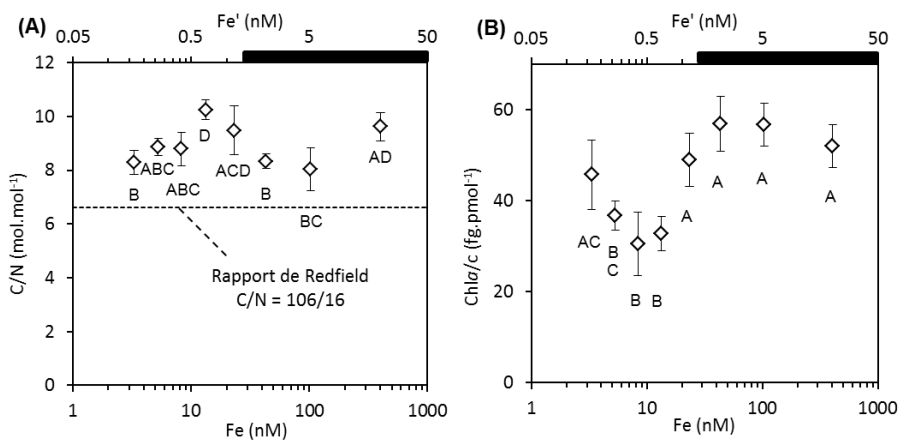 (A)
Fe' (nM)
0.05 0.5 5 50
12
10
8
6
4
2
0
C/N (mol.mol⁻¹)
B
ABC
ABC
D
ACD
B
BC
AD
Rapport de Redfield
C/N = 106/16
1 10 100 1000
Fe (nM)
(B)
Fe' (nM)
0.05 0.5 5 50
60
40
20
0
Chla/c (fg.pmol⁻¹)
AC
B
C
B
B
A
A
A
A
1 10 100 1000
Fe (nM)